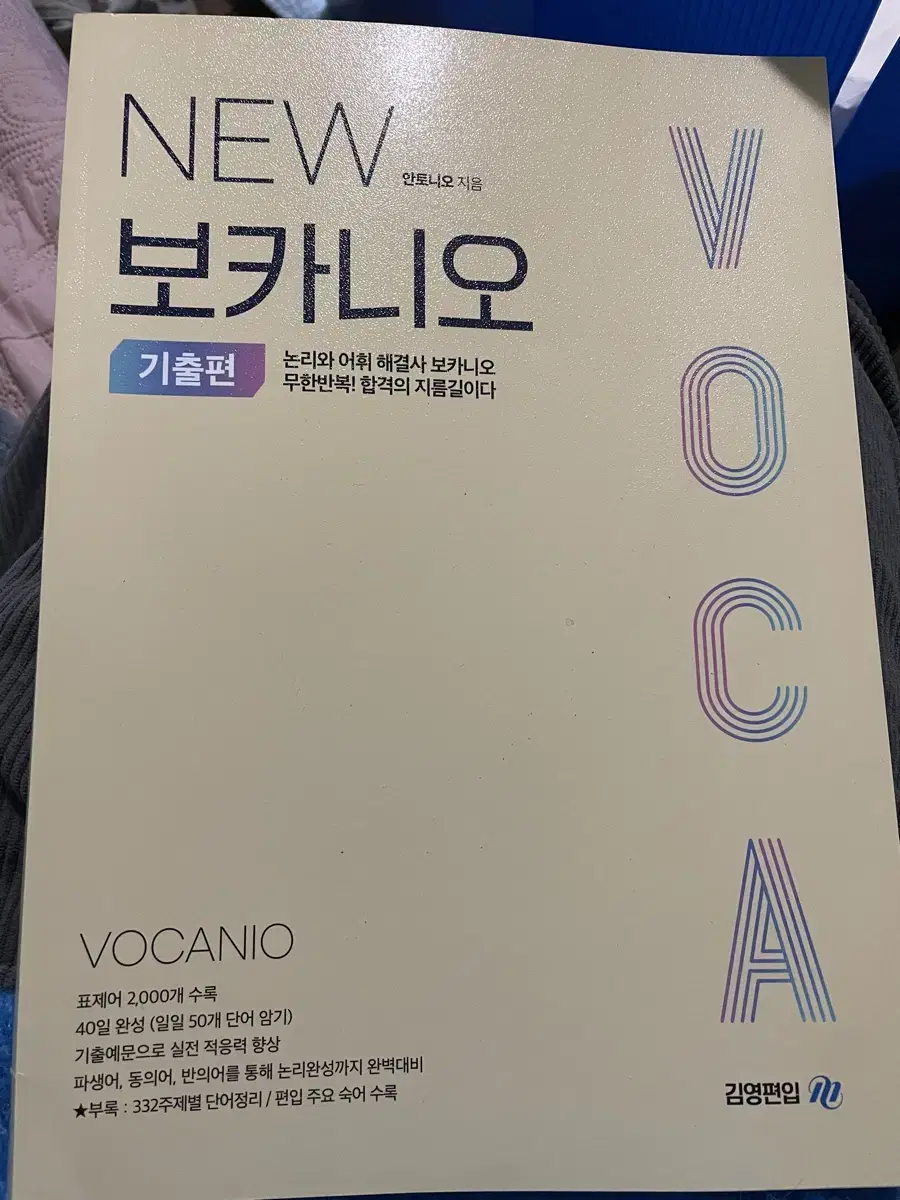 NEW
안토니오 지음
보카니오
기출편
논리와 어휘 해결사 보카니오
무한반복! 합격의 지름길이다
VOCA
VOCANIO
표제어 2,000개 수록
40일 완성 (일일 50개 단어 암기)
기출예문으로 실전 적응력 향상
파생어, 동의어, 반의어를 통해 논리완성까지 완벽대비
★부록 : 332주제별 단어정리 / 편입 주요 숙어 수록
김영편입